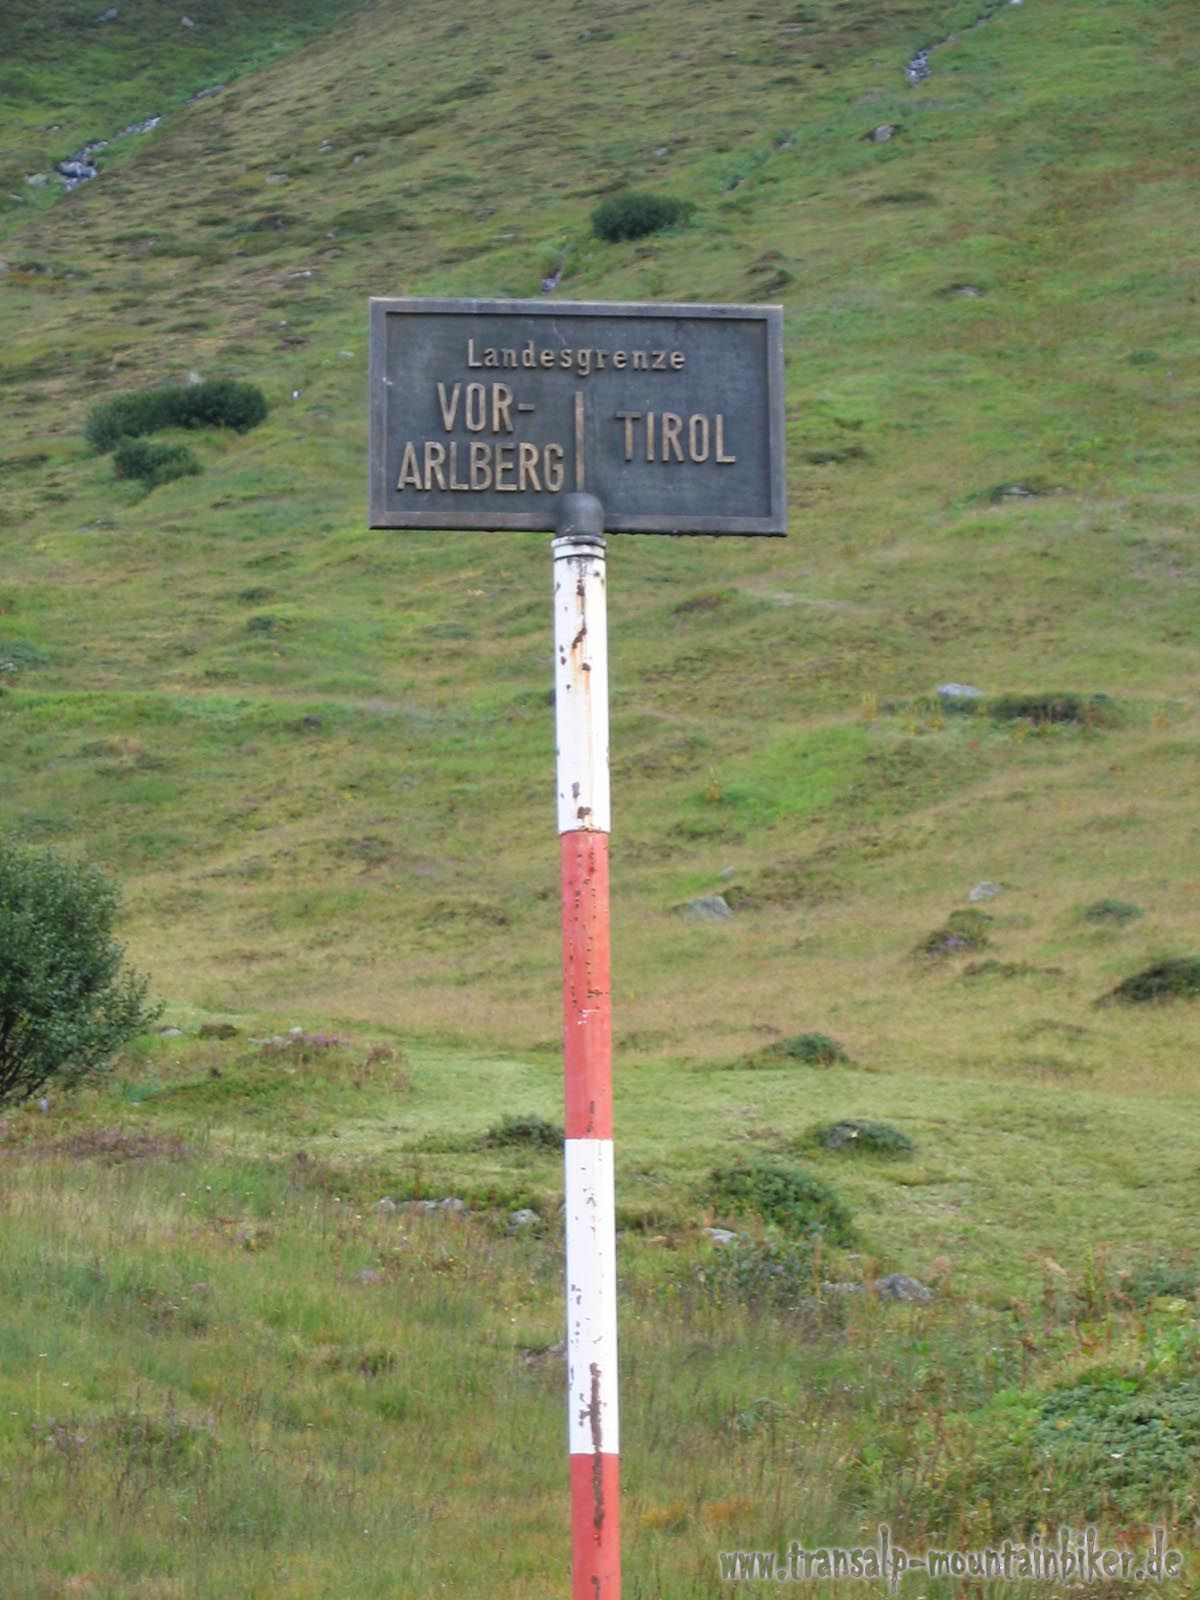 Landesgrenze
VOR-
ARLBERG
TIROL
www.transalp-mountainbiker.de